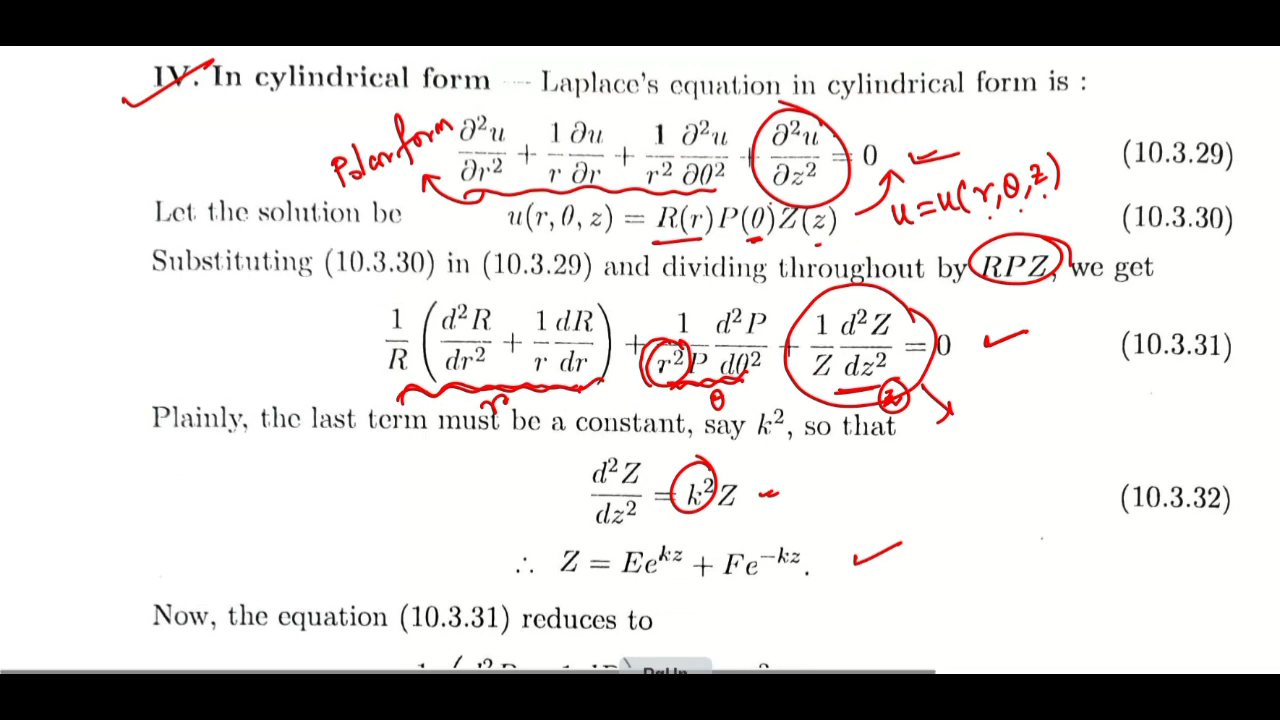 IV. In cylindrical form — Laplace's equation in cylindrical form is :
Polar form
∂²u/∂r² + 1/r ∂u/∂r + 1/r² ∂²u/∂θ² + ∂²u/∂z² = 0 (10.3.29)
u = u(r, θ, z)
Let the solution be u(r, θ, z) = R(r)P(θ)Z(z) (10.3.30)
Substituting (10.3.30) in (10.3.29) and dividing throughout by RPZ, we get
1/R (d²R/dr² + 1/r dR/dr) + 1/r²P d²P/dθ² + 1/Z d²Z/dz² = 0 (10.3.31)
r θ z
Plainly, the last term must be a constant, say k², so that
d²Z/dz² = k²Z (10.3.32)
∴ Z = Ee^{kz} + Fe^{−kz}.
Now, the equation (10.3.31) reduces to